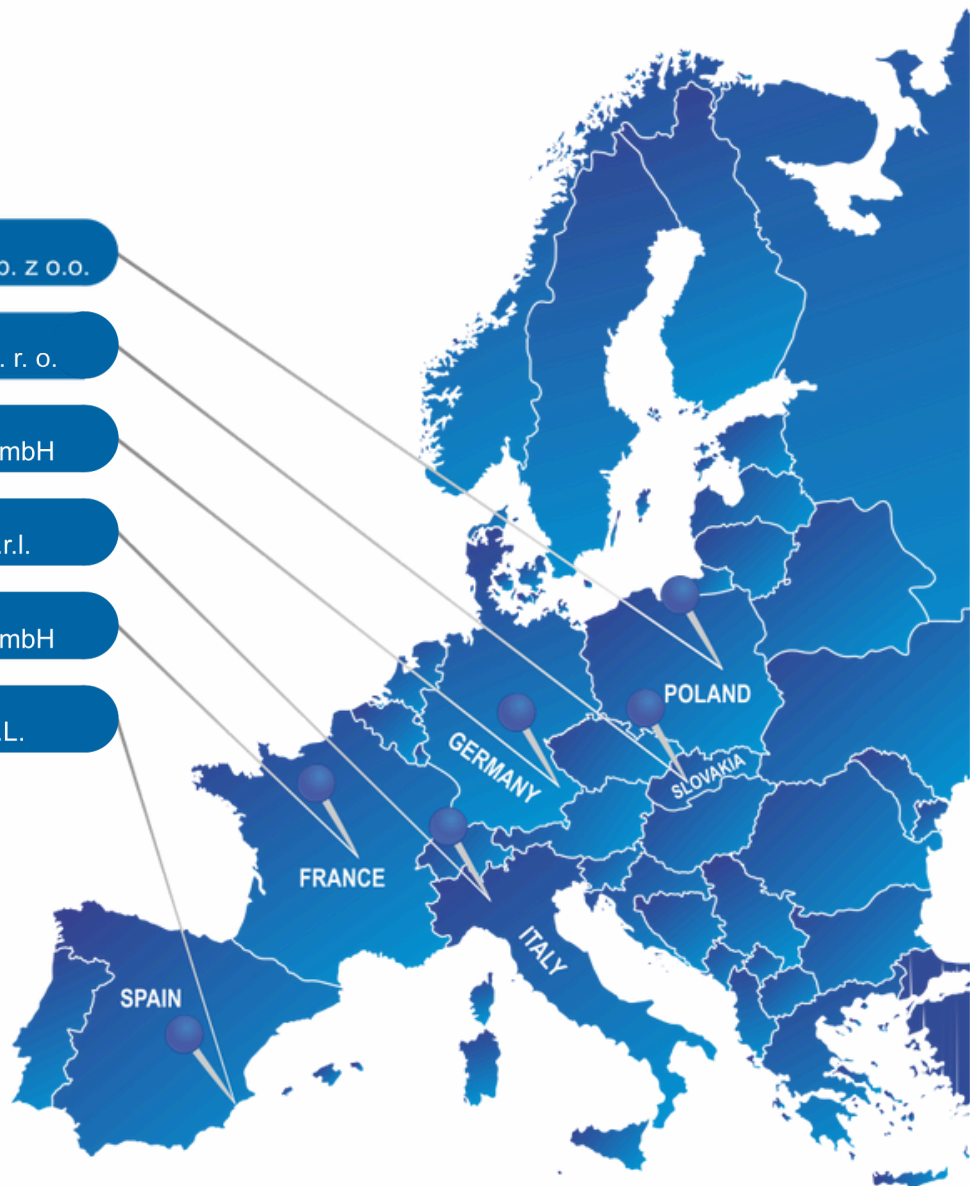 p. z o.o.
. r. o.
mbH
.r.l.
mbH
.L.
POLAND
SLOVAKIA
GERMANY
FRANCE
ITALY
SPAIN